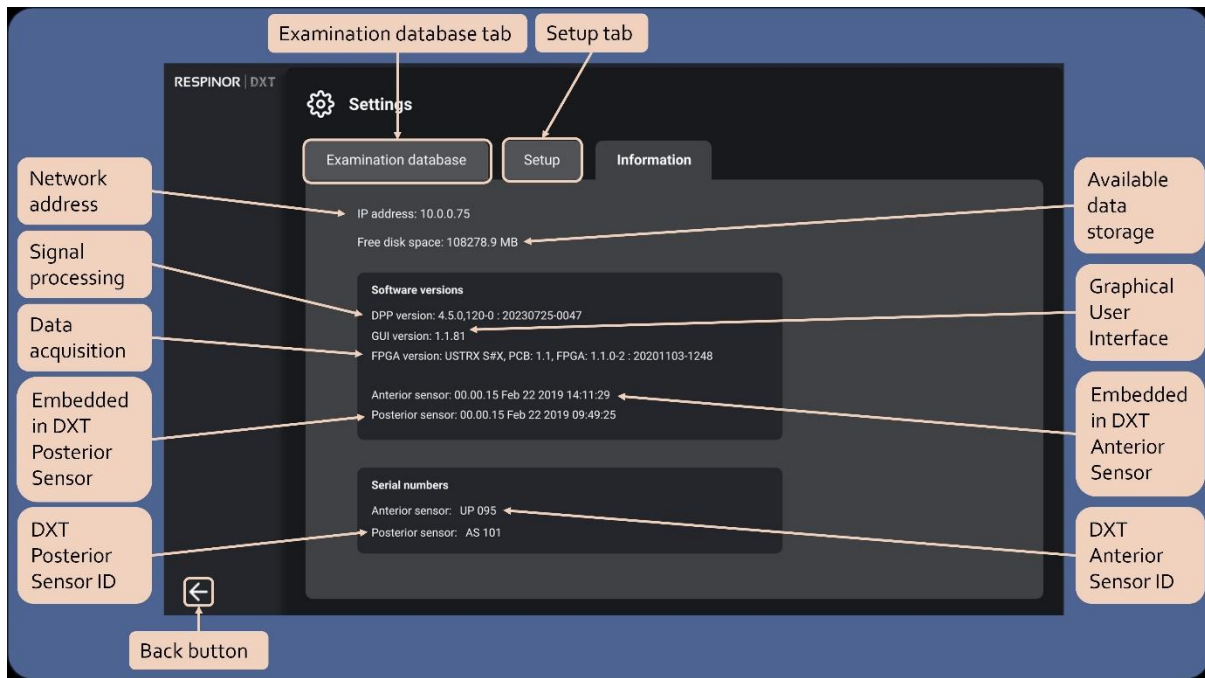 Examination database tab
Setup tab
RESPINOR | DXT
Settings
Examination database
Setup
Information
Network
address
Signal
processing
Data
acquisition
Embedded
in DXT
Posterior
Sensor
DXT
Posterior
Sensor ID
IP address: 10.0.0.75
Free disk space: 108278.9 MB
Software versions
DPP version: 4.5.0,120-0 : 20230725-0047
GUI version: 1.1.81
FPGA version: USTRX S#X, PCB: 1.1, FPGA: 1.1.0-2 : 20201103-1248
Anterior sensor: 00.00.15 Feb 22 2019 14:11:29
Posterior sensor: 00.00.15 Feb 22 2019 09:49:25
Serial numbers
Anterior sensor: UP 095
Posterior sensor: AS 101
Available
data
storage
Graphical
User
Interface
Embedded
in DXT
Anterior
Sensor
DXT
Anterior
Sensor ID
Back button